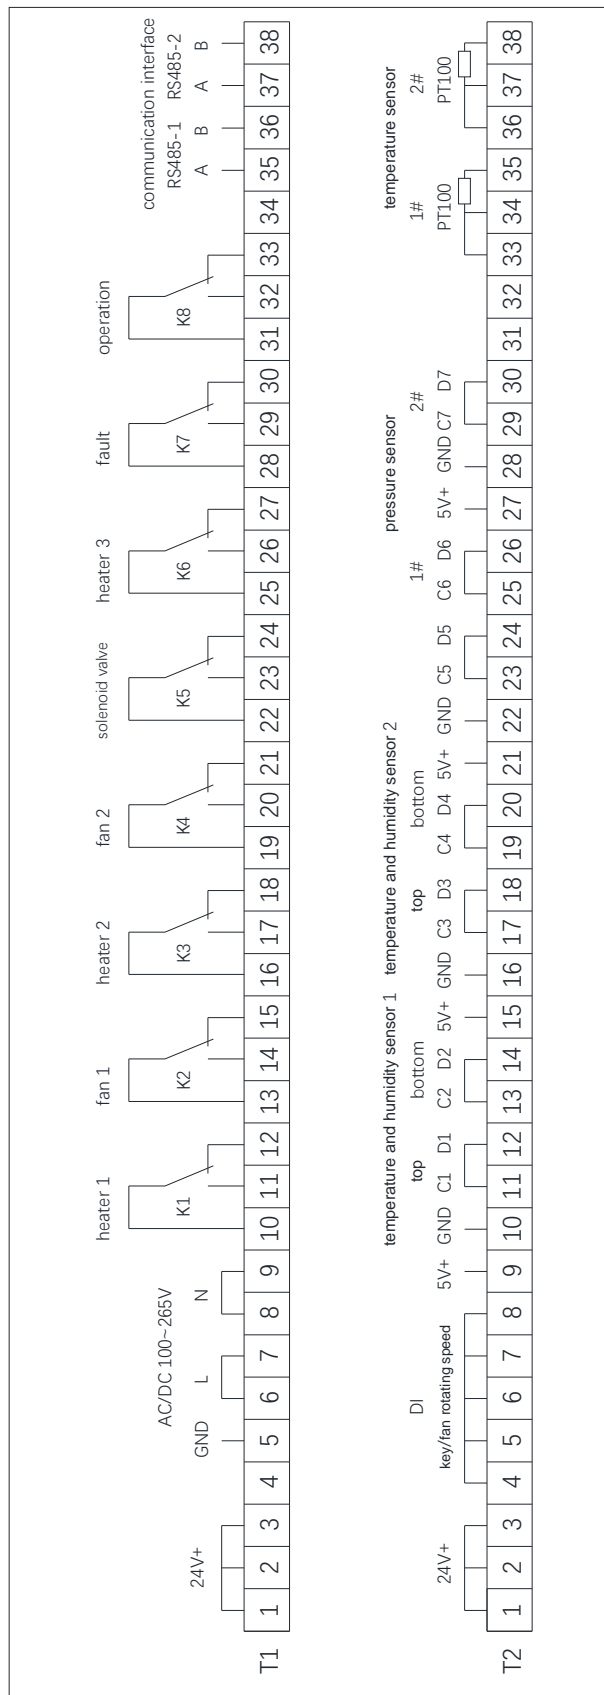 heater 1 fan 1 heater 2 fan 2 solenoid valve heater 3 fault operation
communication interface
AC/DC 100~265V RS485-1 RS485-2
K1 K2 K3 K4 K5 K6 K7 K8
24V+ GND L N A B A B
T1 1 2 3 4 5 6 7 8 9 10 11 12 13 14 15 16 17 18 19 20 21 22 23 24 25 26 27 28 29 30 31 32 33 34 35 36 37 38
temperature and humidity sensor 1 temperature and humidity sensor 2 pressure sensor temperature sensor
DI top bottom top bottom 1# 2# 1# 2#
24V+ key/fan rotating speed 5V+ GND C1 D1 C2 D2 5V+ GND C3 D3 C4 D4 5V+ GND C5 D5 C6 D6 5V+ GND C7 D7 PT100 PT100
T2 1 2 3 4 5 6 7 8 9 10 11 12 13 14 15 16 17 18 19 20 21 22 23 24 25 26 27 28 29 30 31 32 33 34 35 36 37 38